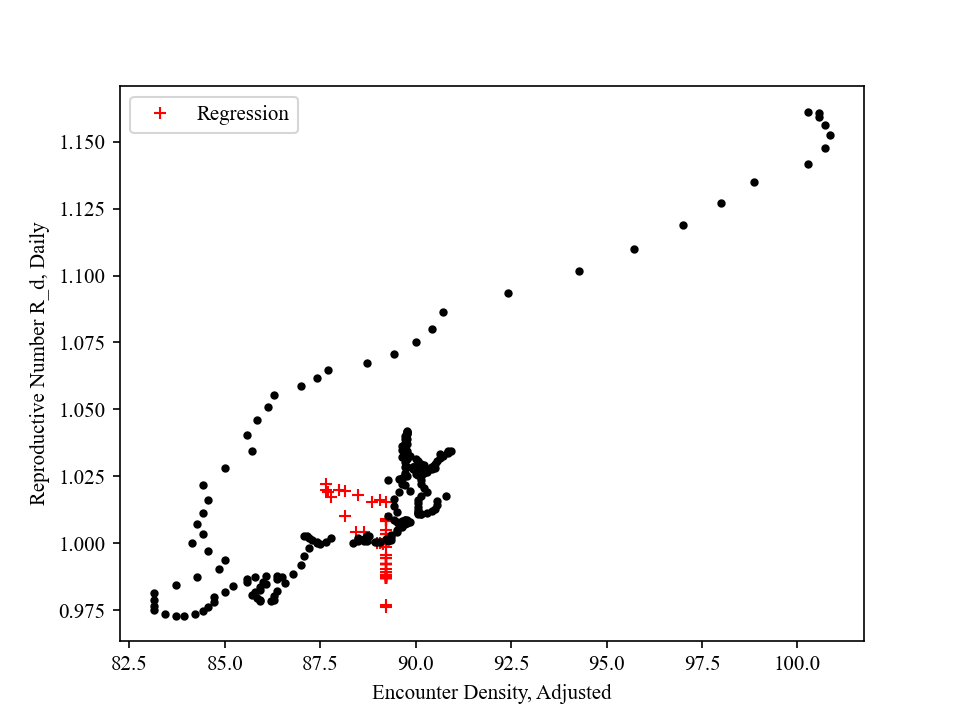 Regression
Reproductive Number R_d, Daily
1.150
1.125
1.100
1.075
1.050
1.025
1.000
0.975
82.5 85.0 87.5 90.0 92.5 95.0 97.5 100.0
Encounter Density, Adjusted